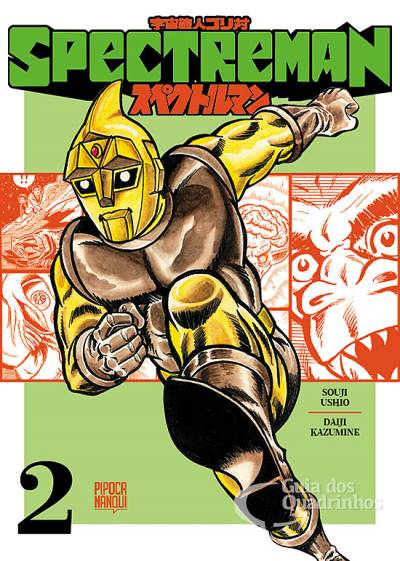 宇宙猿人ゴリ対
SPECTREMAN
スペクトルマン
SOUJI
USHIO
DAIJI
KAZUMINE
2
PIPOCA
NANQUI
Guia dos
Quadrinhos